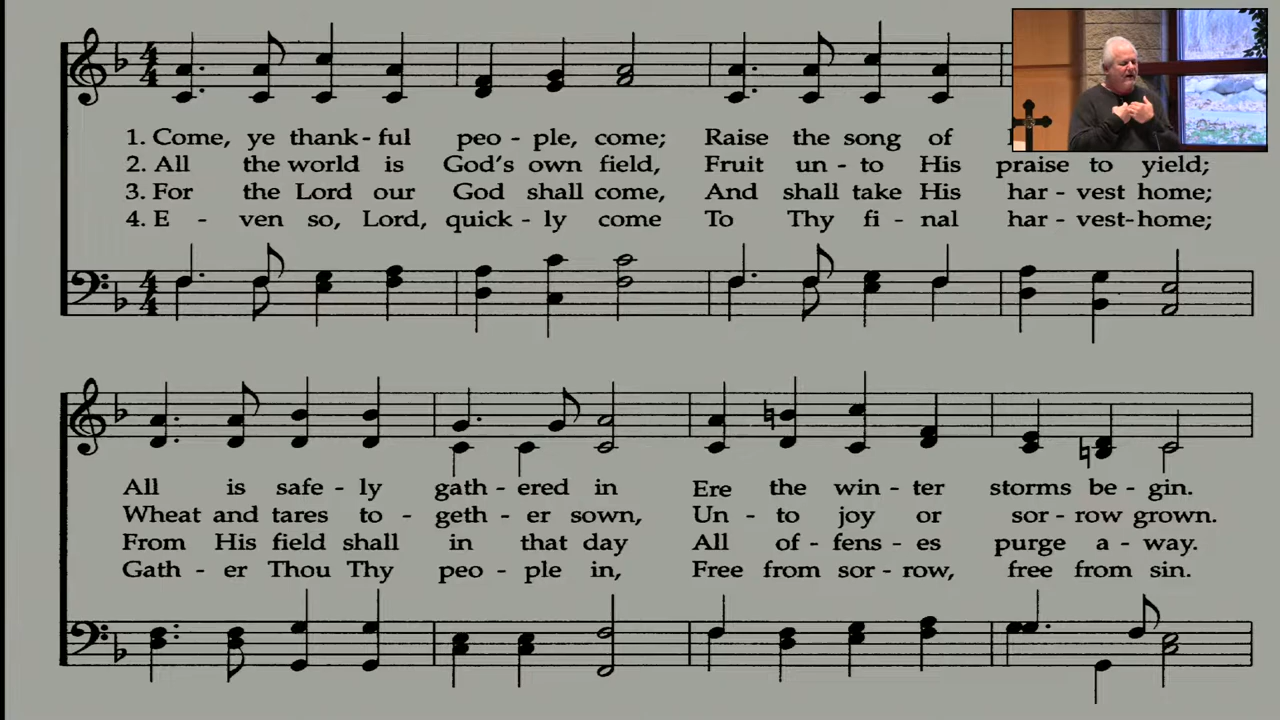 4 4
1. Come, ye thank - ful peo - ple, come; Raise the song of
2. All the world is God's own field, Fruit un - to His praise to yield;
3. For the Lord our God shall come, And shall take His har - vest home;
4. E - ven so, Lord, quick - ly come To Thy fi - nal har - vest-home;
4 4
All is safe - ly gath - ered in Ere the win - ter storms be - gin.
Wheat and tares to - geth - er sown, Un - to joy or sor - row grown.
From His field shall in that day All of - fens - es purge a - way.
Gath - er Thou Thy peo - ple in, Free from sor - row, free from sin.